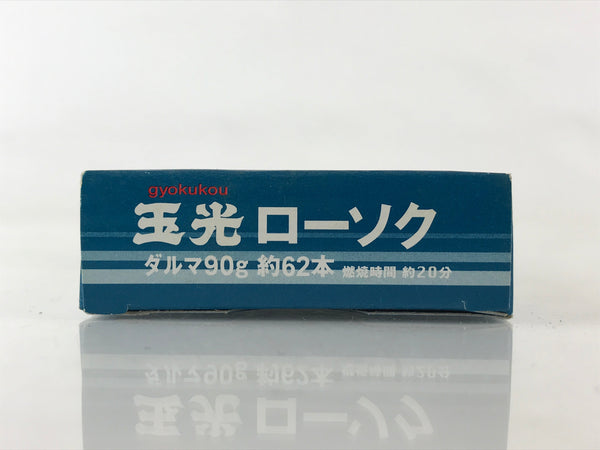 gyokukou
玉光ローソク
ダルマ90g 約62本 燃焼時間 約20分